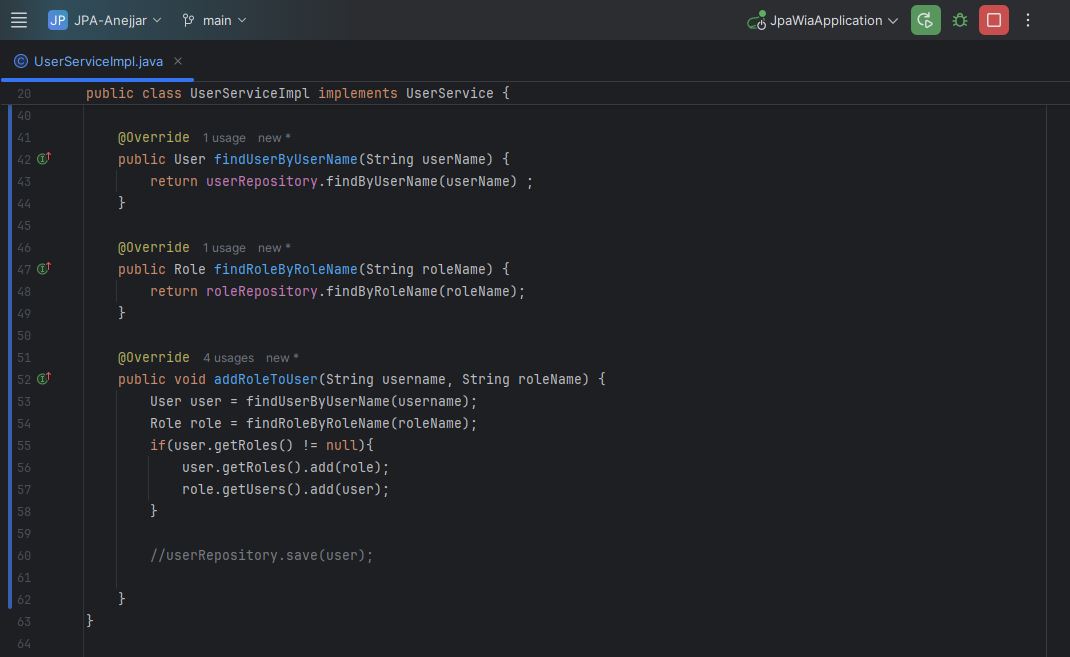 JP JPA-Anejjar main JpaWiaApplication
C UserServiceImpl.java ×
20 public class UserServiceImpl implements UserService {
40
41 @Override 1 usage new *
42 public User findUserByUserName(String userName) {
43 return userRepository.findByUserName(userName) ;
44 }
45
46 @Override 1 usage new *
47 public Role findRoleByRoleName(String roleName) {
48 return roleRepository.findByRoleName(roleName);
49 }
50
51 @Override 4 usages new *
52 public void addRoleToUser(String username, String roleName) {
53 User user = findUserByUserName(username);
54 Role role = findRoleByRoleName(roleName);
55 if(user.getRoles() != null){
56 user.getRoles().add(role);
57 role.getUsers().add(user);
58 }
59
60 //userRepository.save(user);
61
62 }
63 }
64